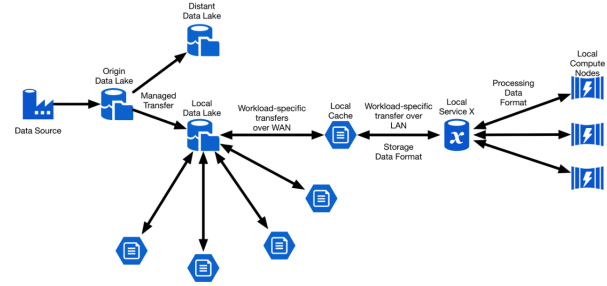 Distant
Data Lake
Origin
Data Lake
Managed
Transfer
Data Source
Local
Data Lake
Workload-specific
transfers
over WAN
Local
Cache
Workload-specific
transfer over
LAN
Storage
Data Format
Local
Service X
x
Processing
Data
Format
Local
Compute
Nodes